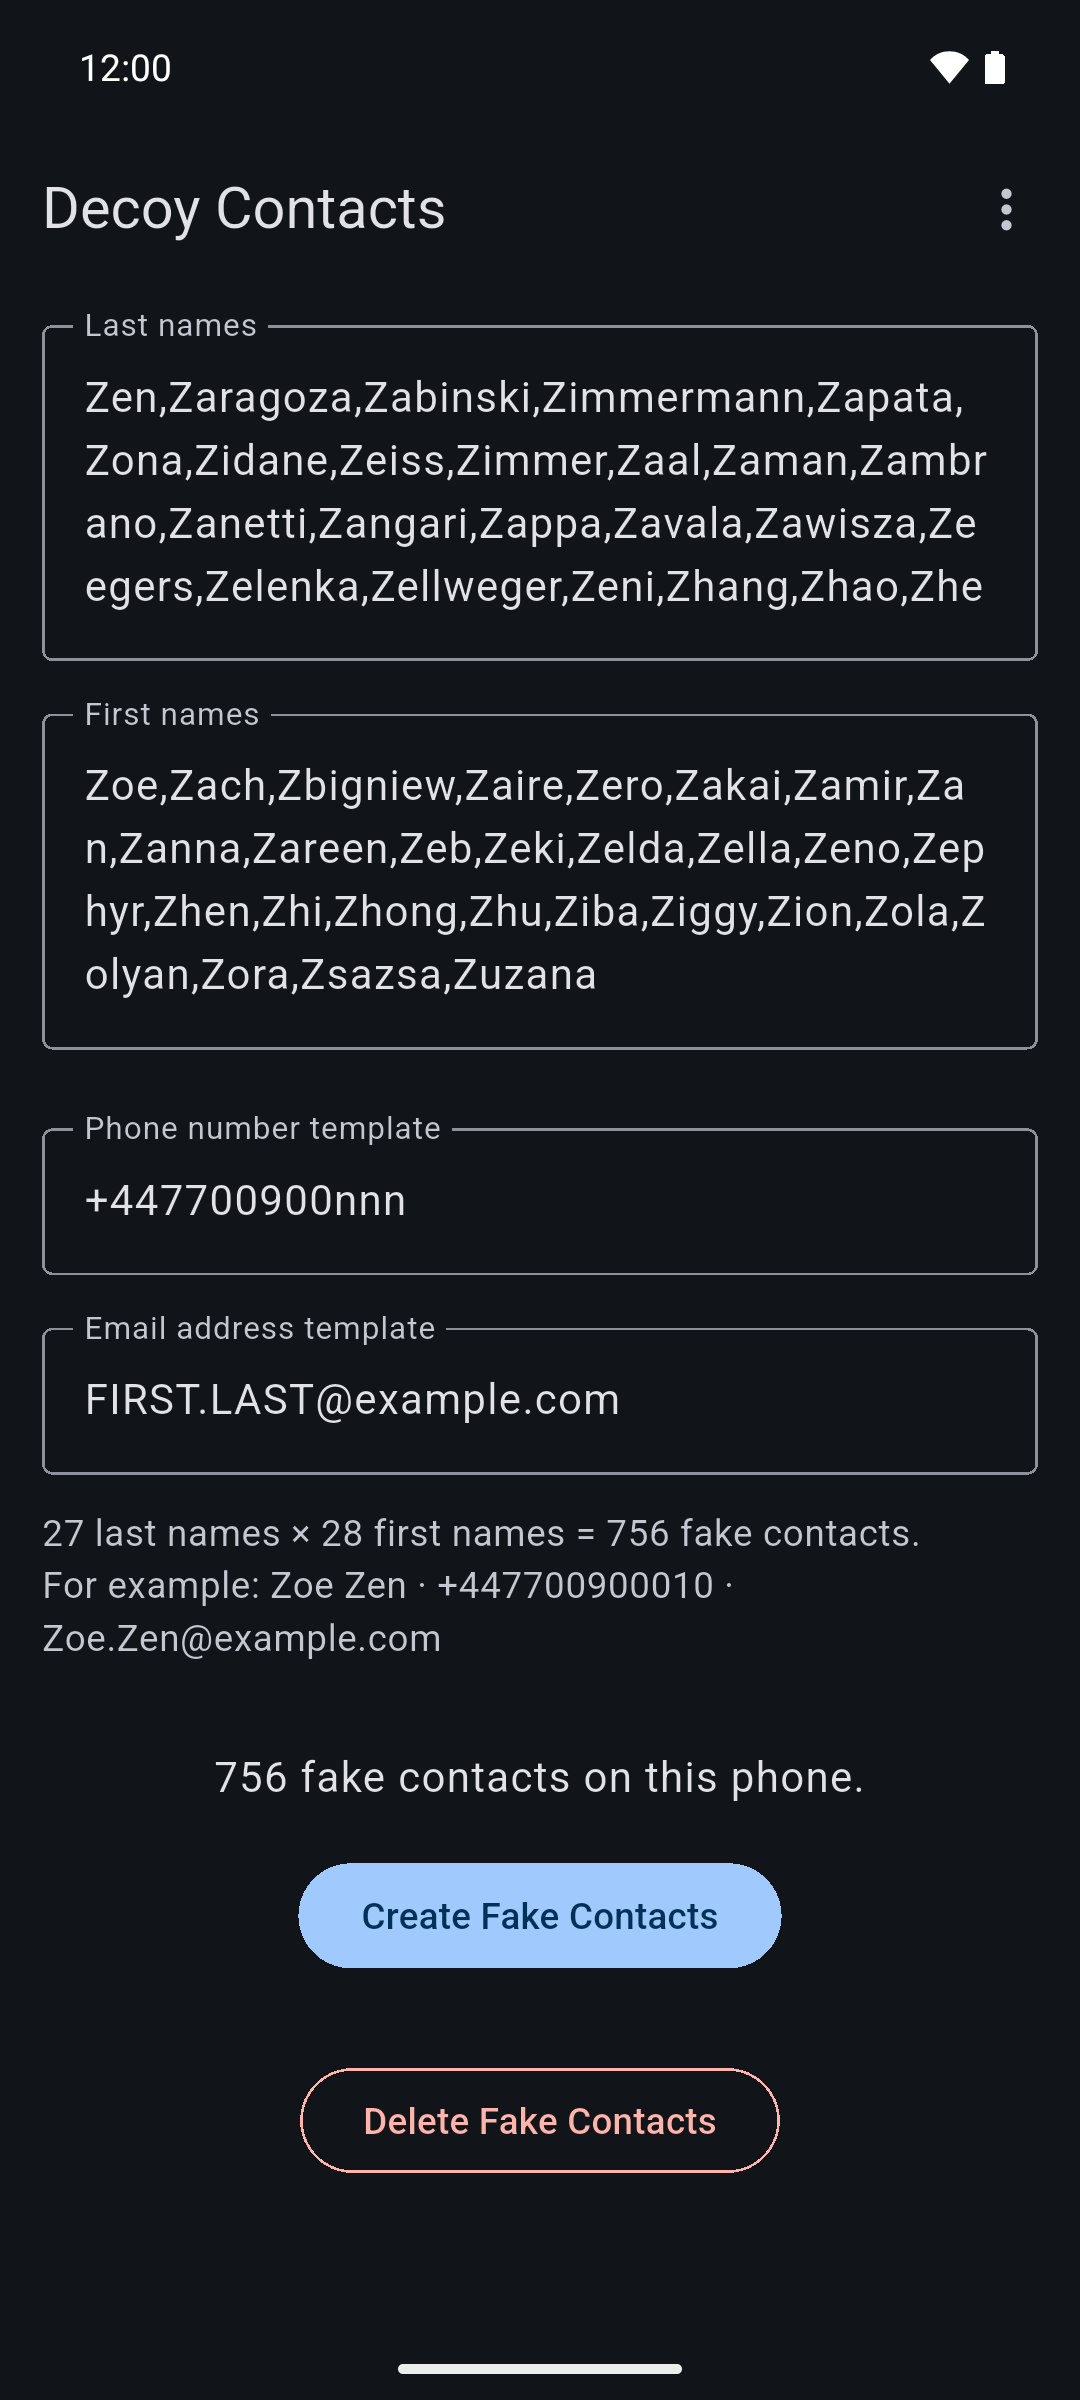 12:00
Decoy Contacts
Last names
Zen,Zaragoza,Zabinski,Zimmermann,Zapata,
Zona,Zidane,Zeiss,Zimmer,Zaal,Zaman,Zambr
ano,Zanetti,Zangari,Zappa,Zavala,Zawisza,Ze
egers,Zelenka,Zellweger,Zeni,Zhang,Zhao,Zhe
First names
Zoe,Zach,Zbigniew,Zaire,Zero,Zakai,Zamir,Za
n,Zanna,Zareen,Zeb,Zeki,Zelda,Zella,Zeno,Zep
hyr,Zhen,Zhi,Zhong,Zhu,Ziba,Ziggy,Zion,Zola,Z
olyan,Zora,Zsazsa,Zuzana
Phone number template
+447700900nnn
Email address template
FIRST.LAST@example.com
27 last names × 28 first names = 756 fake contacts.
For example: Zoe Zen · +447700900010 ·
Zoe.Zen@example.com
756 fake contacts on this phone.
Create Fake Contacts
Delete Fake Contacts